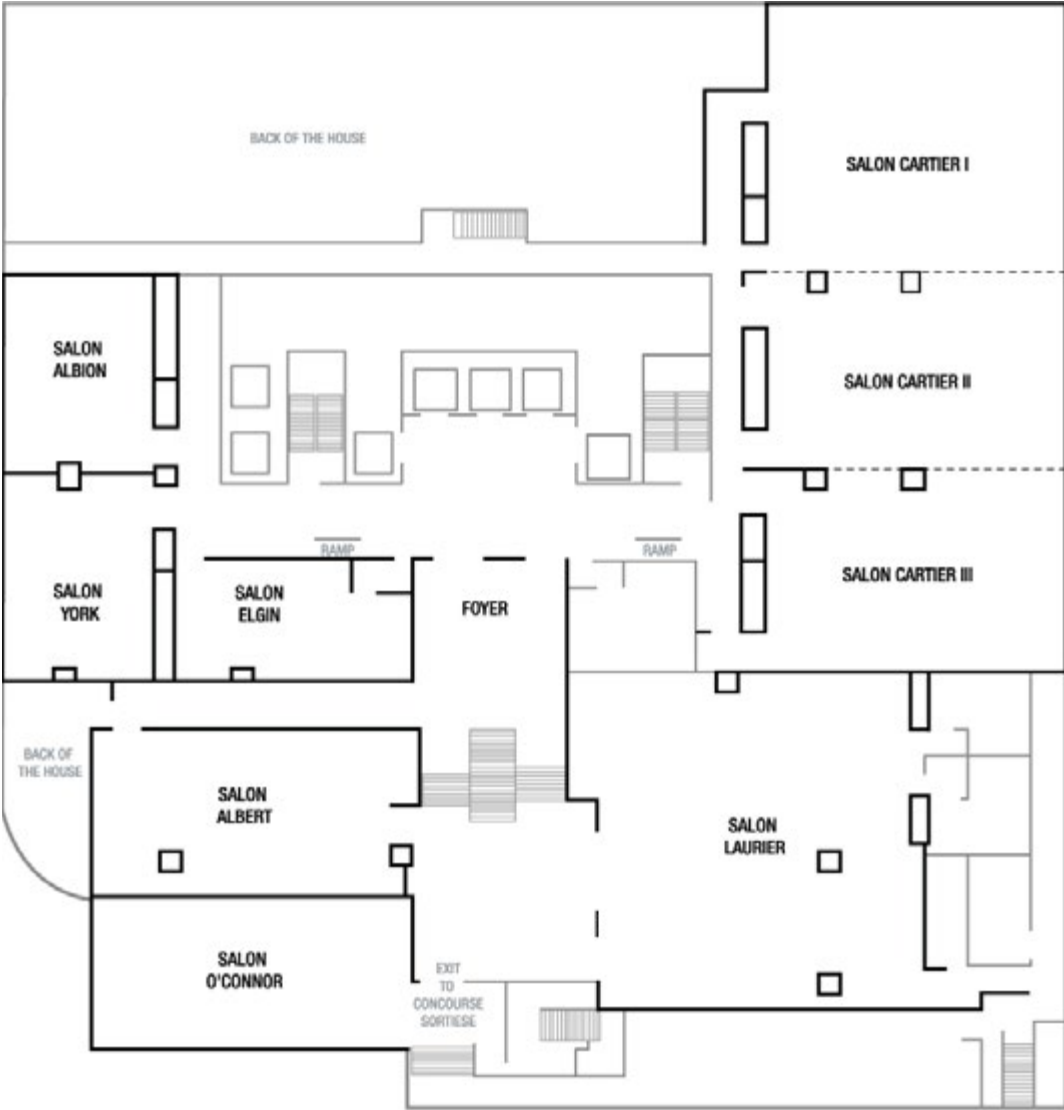 BACK OF THE HOUSE
SALON CARTIER I
SALON
ALBION
SALON CARTIER II
RAMP
RAMP
SALON
YORK
SALON
ELGIN
FOYER
SALON CARTIER III
BACK OF
THE HOUSE
SALON
ALBERT
SALON
LAURIER
SALON
O'CONNOR
EXIT
TO
CONCOURSE
SORTIESE